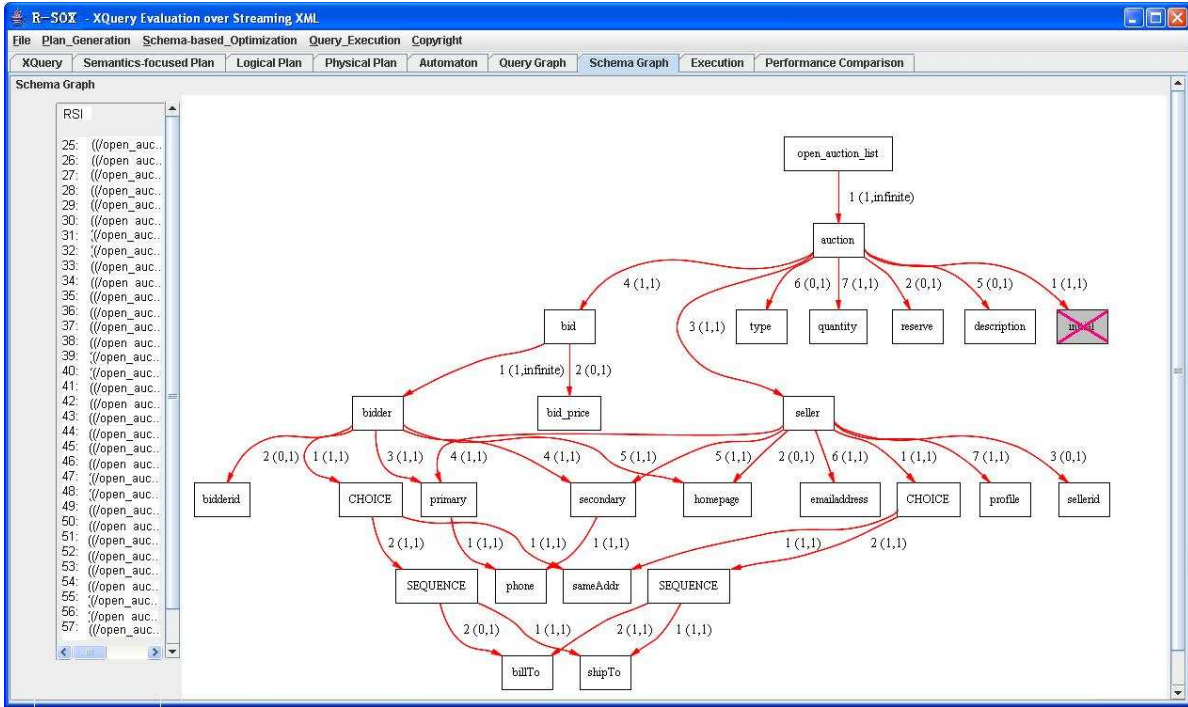 R-SOX - XQuery Evaluation over Streaming XML
File Plan_Generation Schema-based_Optimization Query_Execution Copyright
XQuery Semantics-focused Plan Logical Plan Physical Plan Automaton Query Graph Schema Graph Execution Performance Comparison
Schema Graph
RSI
25: ((/open_auc..
26: ((/open_auc..
27: ((/open_auc..
28: ((/open_auc..
29: ((/open_auc..
30: ((/open_auc..
31: ((/open_auc..
32: ((/open_auc..
33: ((/open_auc..
34: ((/open_auc..
35: ((/open_auc..
36: ((/open_auc..
37: ((/open_auc..
38: ((/open_auc..
39: ((/open_auc..
40: ((/open_auc..
41: ((/open_auc..
42: ((/open_auc..
43: ((/open_auc..
44: ((/open_auc..
45: ((/open_auc..
46: ((/open_auc..
47: ((/open_auc..
48: ((/open_auc..
49: ((/open_auc..
50: ((/open_auc..
51: ((/open_auc..
52: ((/open_auc..
53: ((/open_auc..
54: ((/open_auc..
55: ((/open_auc..
56: ((/open_auc..
57: ((/open_auc..
open_auction_list
1 (1,infinite)
auction
4 (1,1) 6 (0,1) 7 (1,1) 2 (0,1) 5 (0,1) 1 (1,1)
3 (1,1)
bid type quantity reserve description initial
1 (1,infinite) 2 (0,1)
bidder bid_price seller
2 (0,1) 1 (1,1) 3 (1,1) 4 (1,1) 4 (1,1) 5 (1,1) 5 (1,1) 2 (0,1) 6 (1,1) 1 (1,1) 7 (1,1) 3 (0,1)
bidderid CHOICE primary secondary homepage emailaddress CHOICE profile sellerid
2 (1,1) 1 (1,1) 1 (1,1) 1 (1,1) 1 (1,1) 2 (1,1)
SEQUENCE phone sameAddr SEQUENCE
2 (0,1) 1 (1,1) 2 (1,1) 1 (1,1)
billTo shipTo